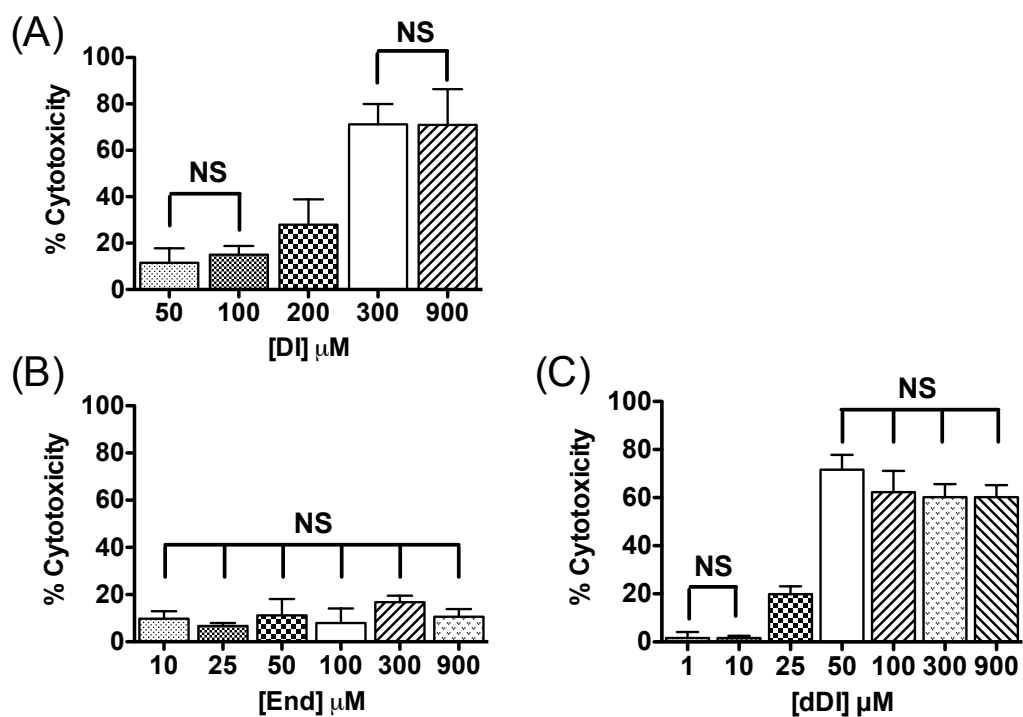 (A)
NS
NS
% Cytotoxicity
100
80
60
40
20
0
50 100 200 300 900
[DI] μM
(B)
NS
% Cytotoxicity
100
80
60
40
20
0
10 25 50 100 300 900
[End] μM
(C)
NS
NS
% Cytotoxicity
100
80
60
40
20
0
1 10 25 50 100 300 900
[dDI] µM